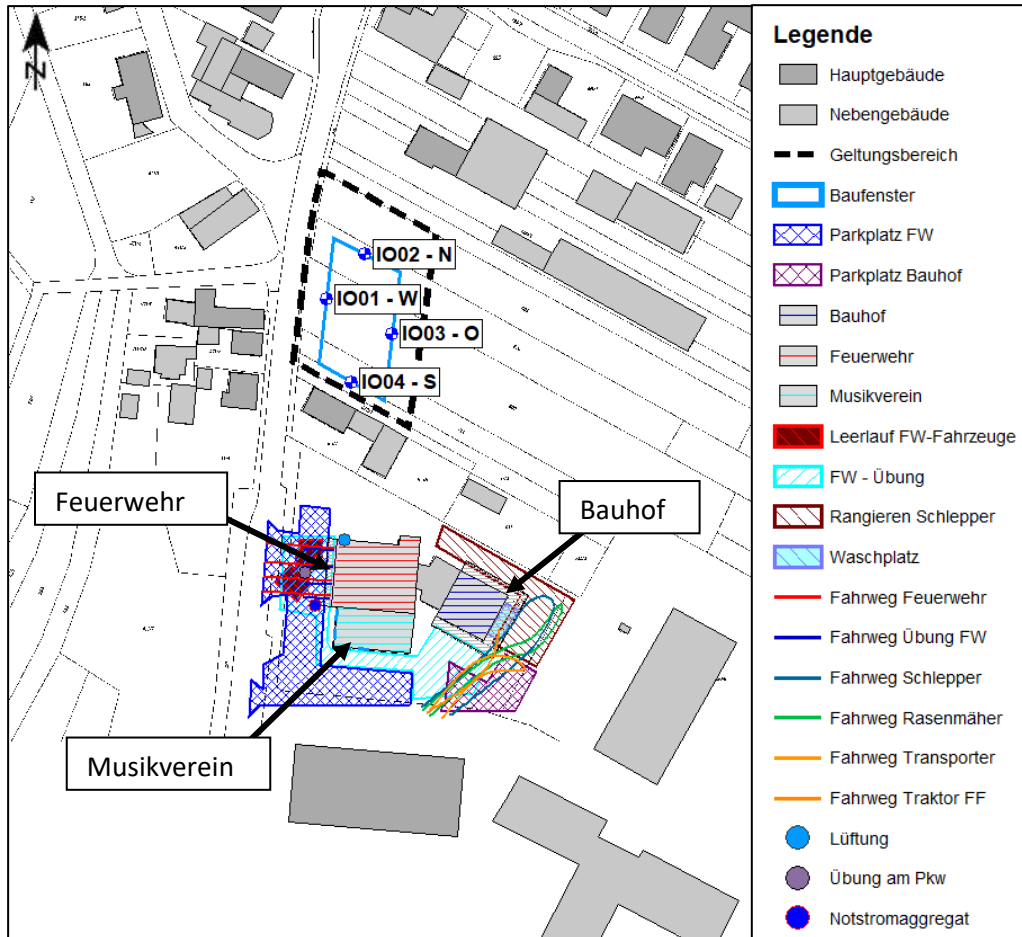 N
IO02 - N
IO01 - W
IO03 - O
IO04 - S
Feuerwehr
Bauhof
Musikverein
Legende
Hauptgebäude
Nebengebäude
Geltungsbereich
Baufenster
Parkplatz FW
Parkplatz Bauhof
Bauhof
Feuerwehr
Musikverein
Leerlauf FW-Fahrzeuge
FW - Übung
Rangieren Schlepper
Waschplatz
Fahrweg Feuerwehr
Fahrweg Übung FW
Fahrweg Schlepper
Fahrweg Rasenmäher
Fahrweg Transporter
Fahrweg Traktor FF
Lüftung
Übung am Pkw
Notstromaggregat